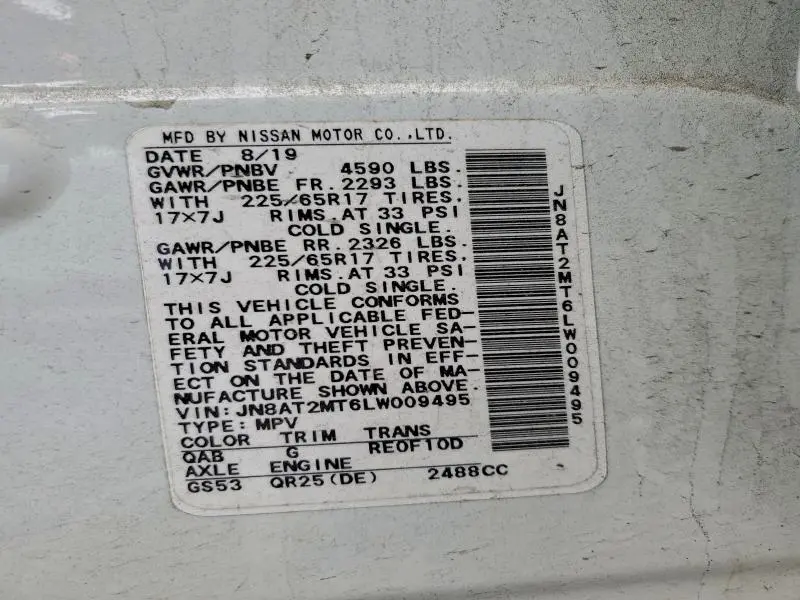 MFD BY NISSAN MOTOR CO.,LTD.
DATE 8/19
GVWR/PNBV 4590 LBS.
GAWR/PNBE FR. 2293 LBS.
WITH 225/65R17 TIRES.
17×7J RIMS.AT 33 PSI
COLD SINGLE.
GAWR/PNBE RR. 2326 LBS.
WITH 225/65R17 TIRES.
17×7J RIMS.AT 33 PSI
COLD SINGLE.
THIS VEHICLE CONFORMS
TO ALL APPLICABLE FED-
ERAL MOTOR VEHICLE SA-
FETY AND THEFT PREVEN-
TION STANDARDS IN EFF-
ECT ON THE DATE OF MA-
NUFACTURE SHOWN ABOVE.
VIN:JN8AT2MT6LW009495
TYPE:MPV
COLOR TRIM TRANS
QAB G RE0F10D
AXLE ENGINE
GS53 QR25(DE) 2488CC
JN8AT2MT6LW009495